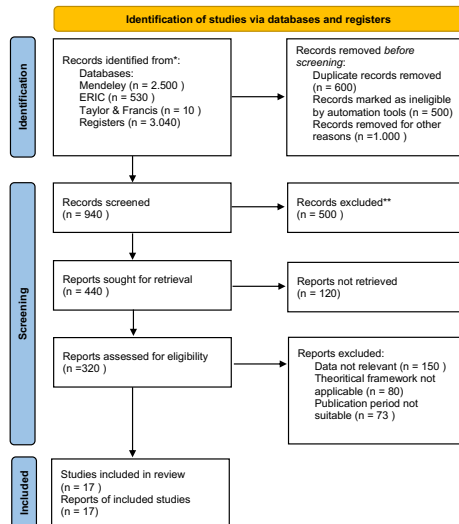 Identification of studies via databases and registers
Identification
Records identified from*:
Databases:
Mendeley (n = 2.500 )
ERIC (n = 530 )
Taylor & Francis (n = 10 )
Registers (n = 3.040)
Records removed before
screening:
Duplicate records removed
(n = 600)
Records marked as ineligible
by automation tools (n = 500)
Records removed for other
reasons (n =1.000 )
Screening
Records screened
(n = 940)
Records excluded**
(n = 500 )
Reports sought for retrieval
(n = 440)
Reports not retrieved
(n = 120)
Reports assessed for eligibility
(n =320)
Reports excluded:
Data not relevant (n = 150 )
Theoritical framework not
applicable (n = 80)
Publication period not
suitable (n = 73 )
Included
Studies included in review
(n = 17 )
Reports of included studies
(n = 17)